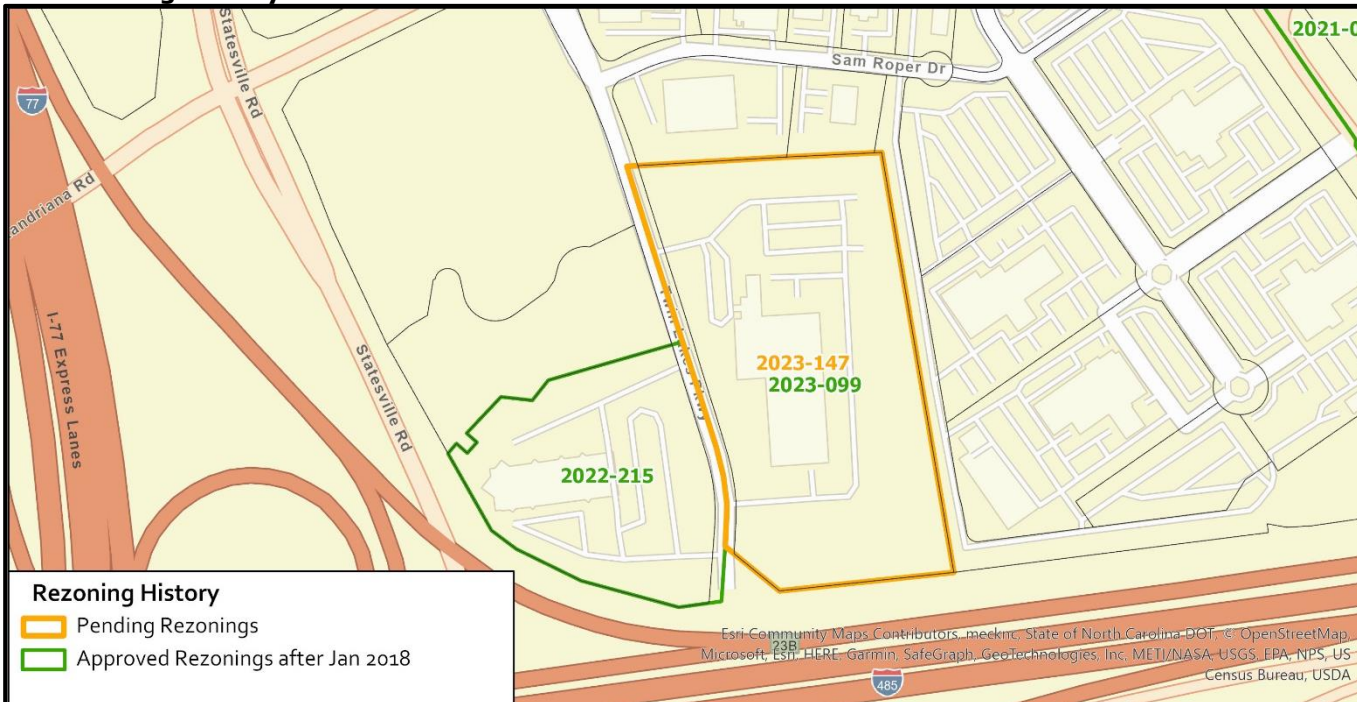 Sam Roper Dr
2021-0
Statesville Rd
77
andriana Rd
I-77 Express Lanes
Statesville Rd
Twin Lakes Pkwy
2023-147
2023-099
2022-215
Rezoning History
Pending Rezonings
Approved Rezonings after Jan 2018
Esri Community Maps Contributors, mecknc, State of North Carolina DOT, © OpenStreetMap,
Microsoft, Esri, HERE, Garmin, SafeGraph, GeoTechnologies, Inc, METI/NASA, USGS, EPA, NPS, US
Census Bureau, USDA
23B
485